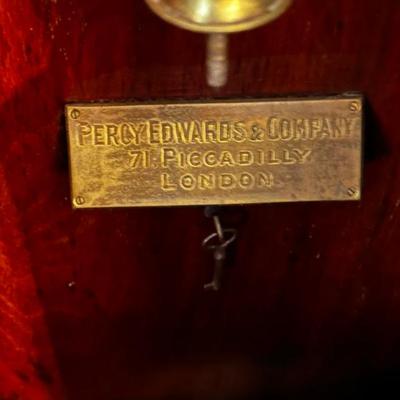 PERCY EDWARDS & COMPANY
71. PICCADILLY
LONDON